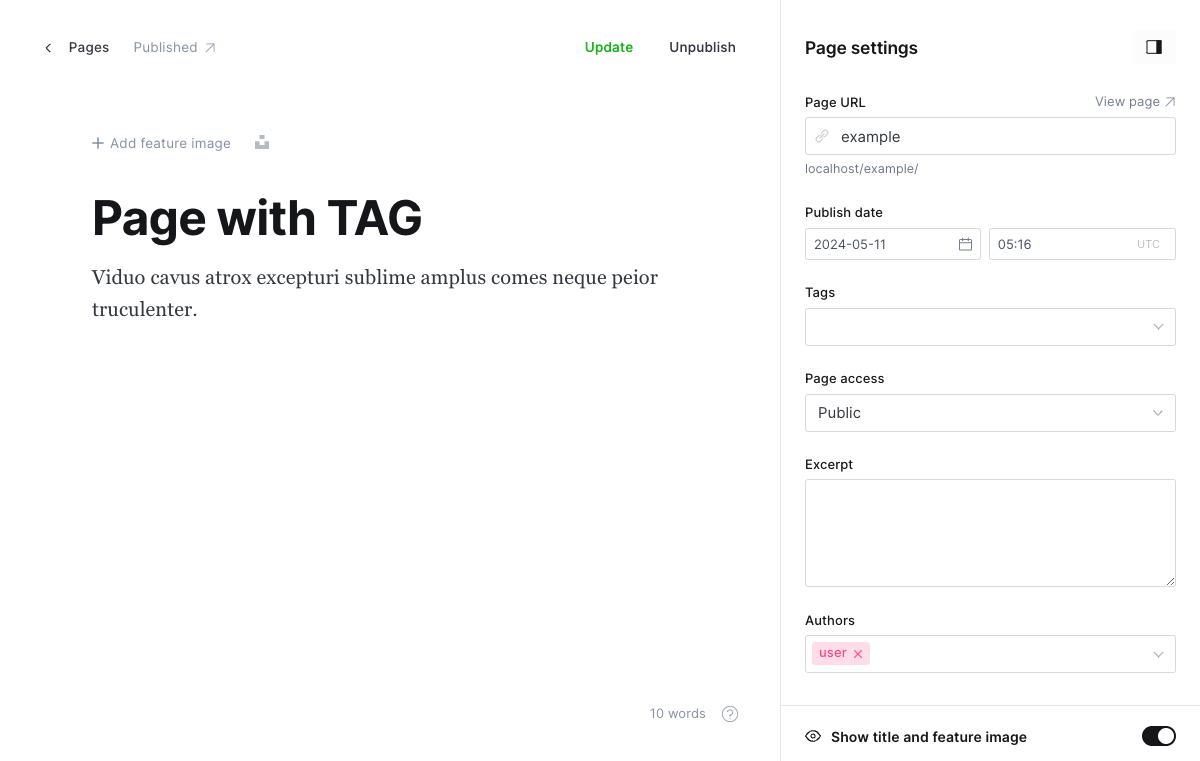 Pages Published Update Unpublish
Add feature image
Page with TAG
Viduo cavus atrox excepturi sublime amplus comes neque peior
truculenter.
10 words ?
Page settings
Page URL View page
example
localhost/example/
Publish date
2024-05-11 05:16 UTC
Tags
Page access
Public
Excerpt
Authors
user
Show title and feature image